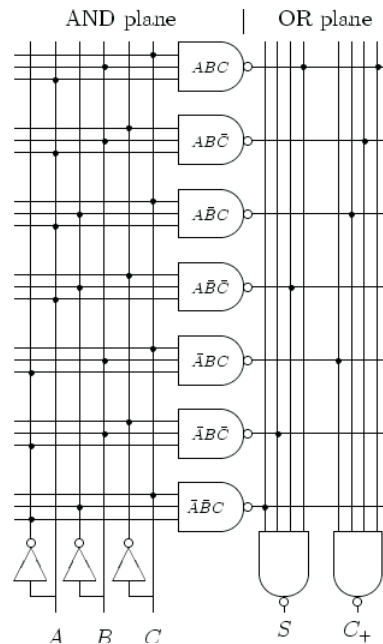 AND plane | OR plane
ABC
ABC̄
AB̄C
AB̄C̄
ĀBC
ĀBC̄
ĀB̄C
A B C S C₊